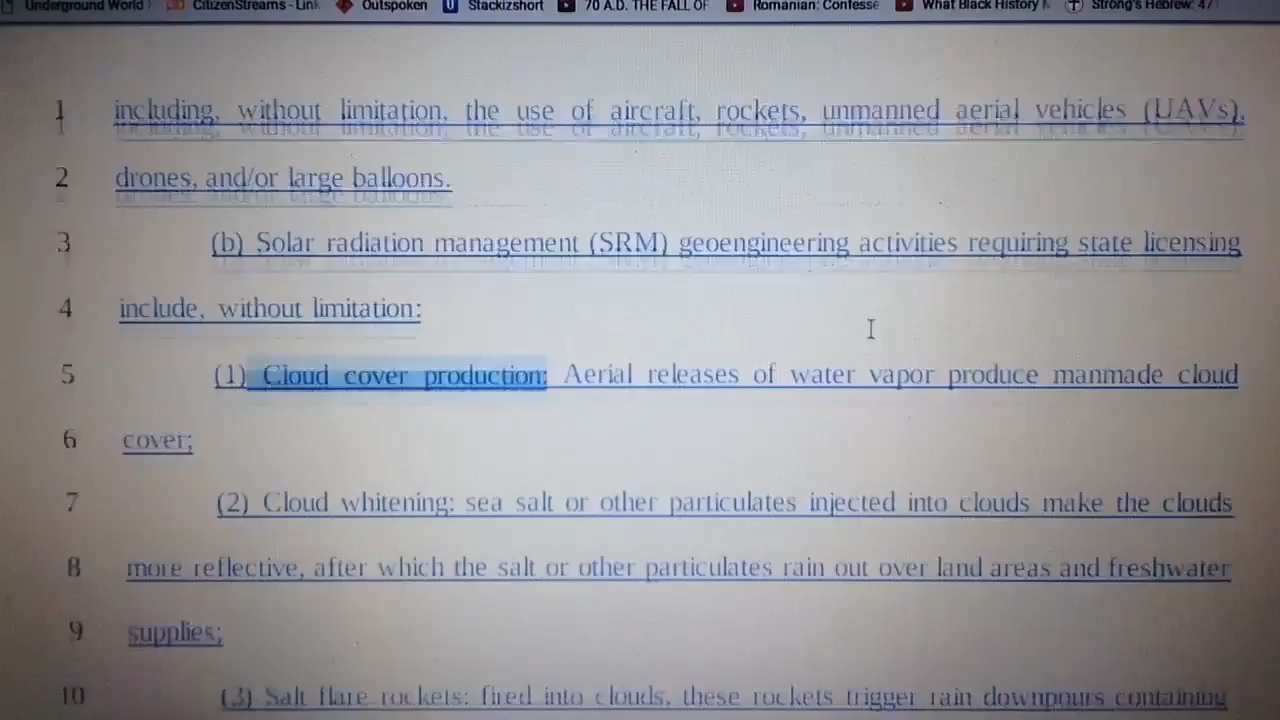 Underground World
CitizenStreams - Link
Outspoken
Stackizshort
70 A.D. THE FALL OF
Romanian: Confesse
What Black History
Strong's Hebrew: 47
1 including, without limitation, the use of aircraft, rockets, unmanned aerial vehicles (UAVs),
2 drones, and/or large balloons.
3 (b) Solar radiation management (SRM) geoengineering activities requiring state licensing
4 include, without limitation:
5 (1) Cloud cover production: Aerial releases of water vapor produce manmade cloud
6 cover;
7 (2) Cloud whitening: sea salt or other particulates injected into clouds make the clouds
8 more reflective, after which the salt or other particulates rain out over land areas and freshwater
9 supplies;
10 (3) Salt flare rockets: fired into clouds, these rockets trigger rain downpours containing